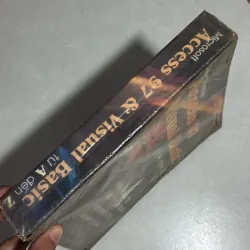 Microsoft
Access 97 & Visual Basic
từ A đến Z